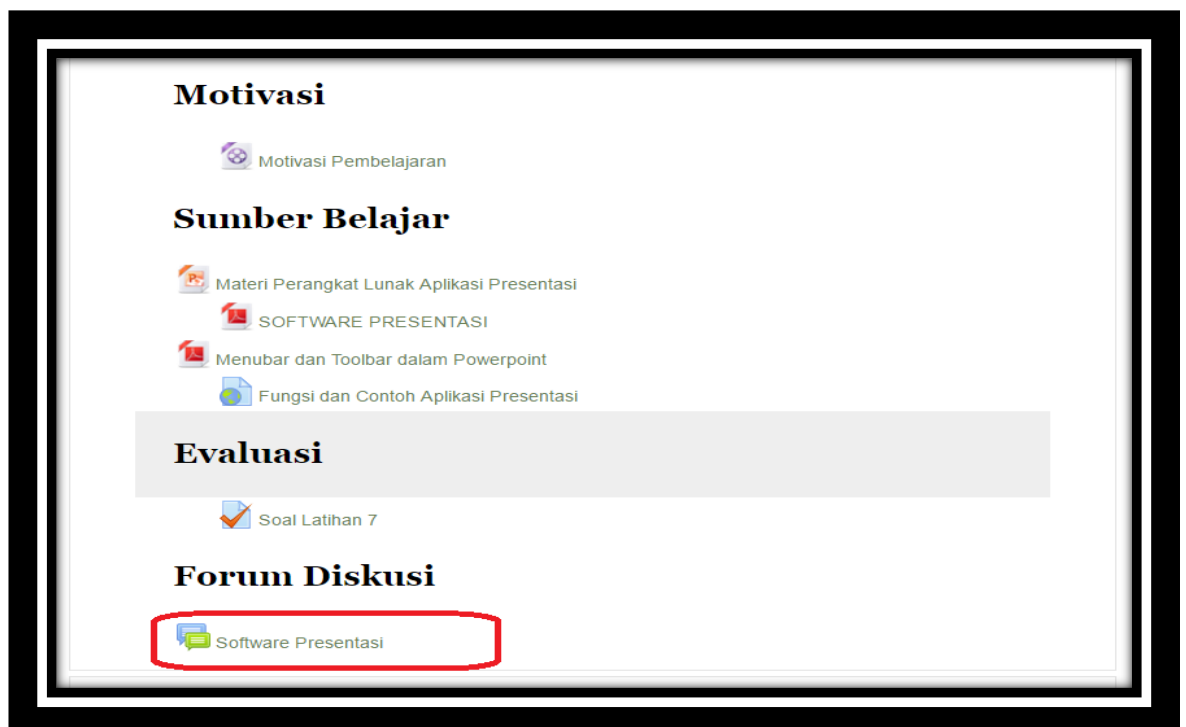 Motivasi
Motivasi Pembelajaran
Sumber Belajar
Materi Perangkat Lunak Aplikasi Presentasi
SOFTWARE PRESENTASI
Menubar dan Toolbar dalam Powerpoint
Fungsi dan Contoh Aplikasi Presentasi
Evaluasi
Soal Latihan 7
Forum Diskusi
Software Presentasi